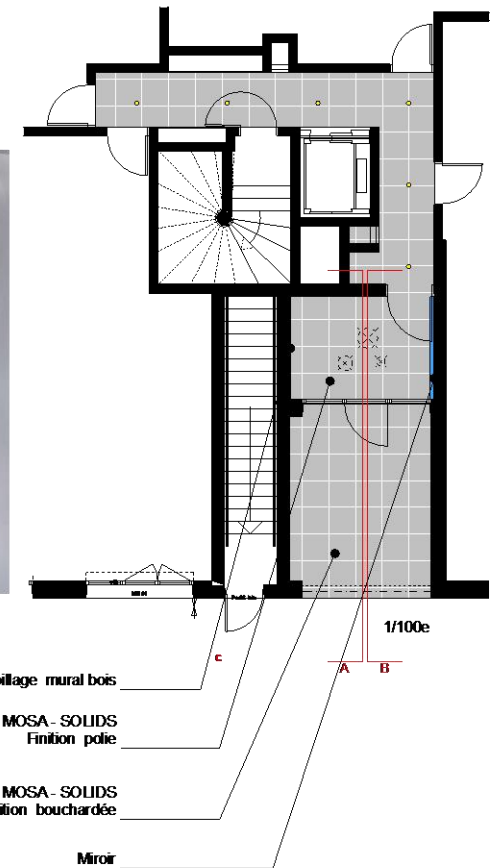 1/100e
A B
c
illage mural bois
MOSA - SOLIDS
Finition polie
MOSA - SOLIDS
ition bouchardée
Miroir